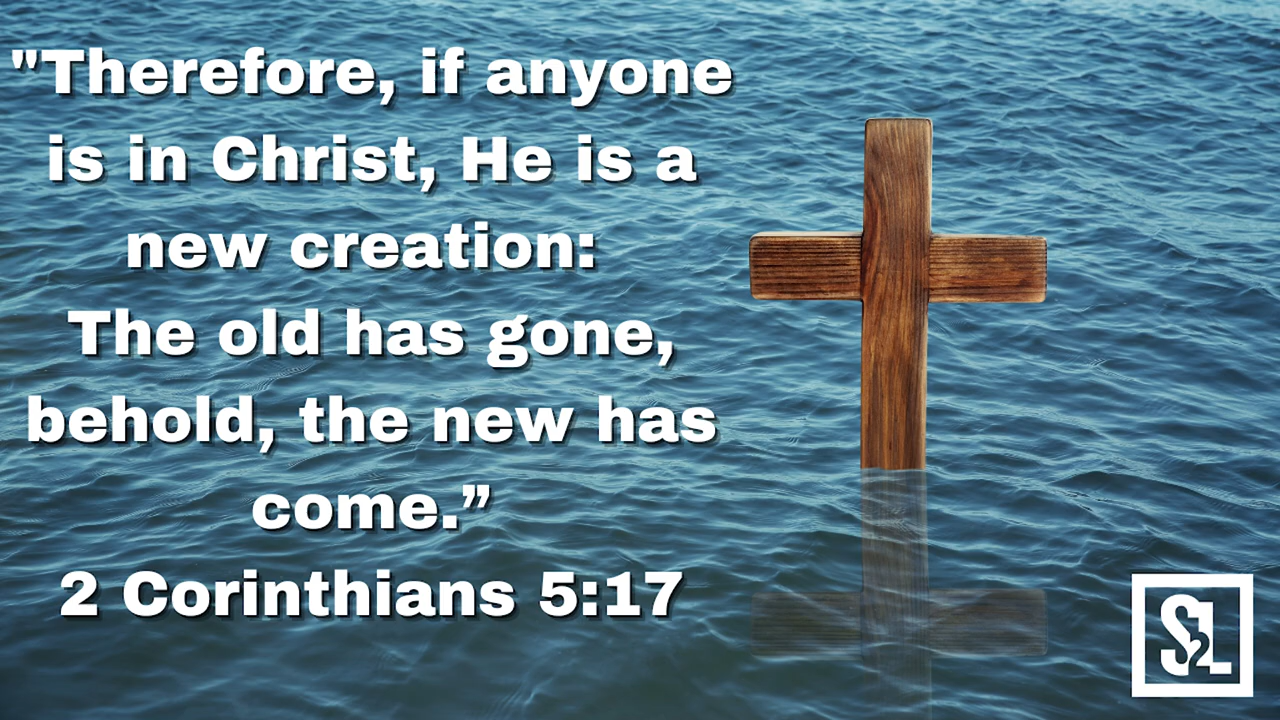 "Therefore, if anyone
is in Christ, He is a
new creation:
The old has gone,
behold, the new has
come.”
2 Corinthians 5:17
S2L